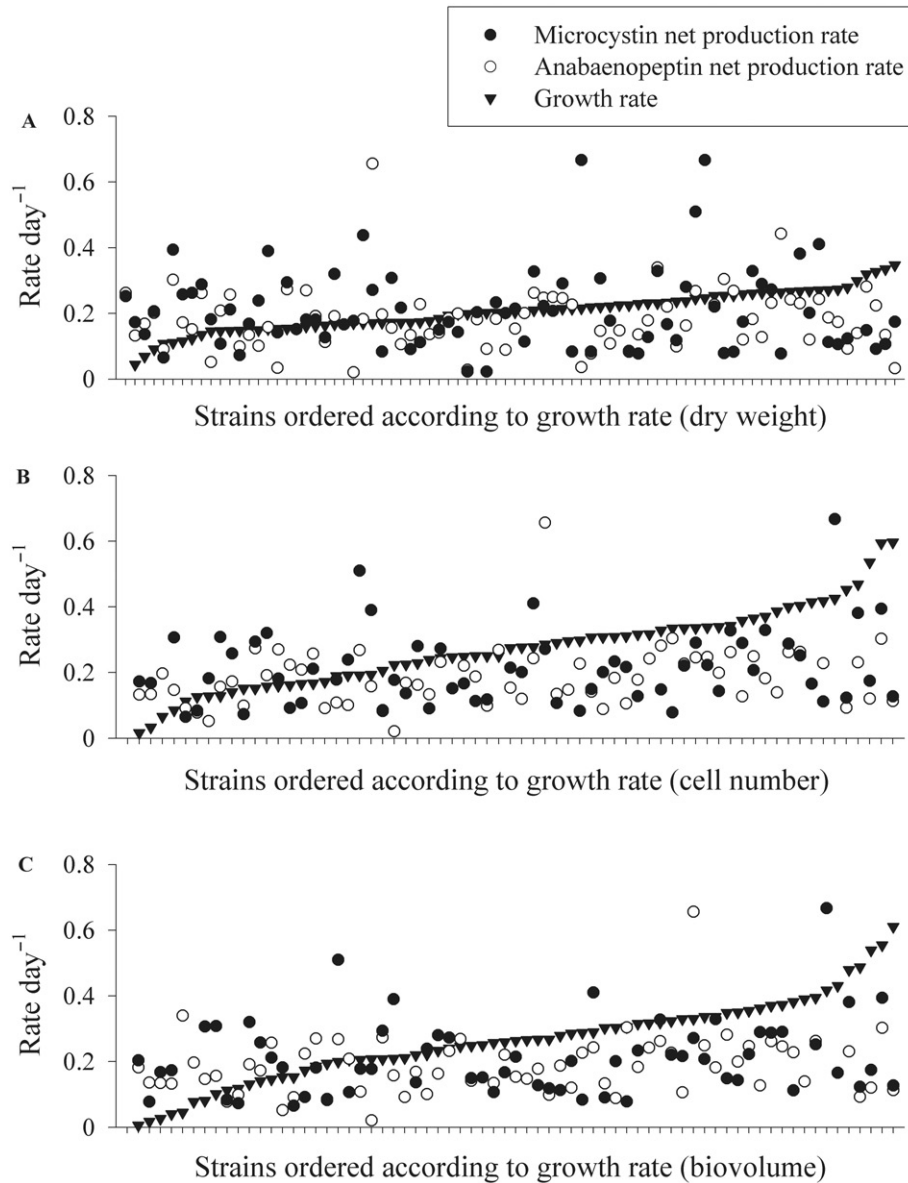 Microcystin net production rate
Anabaenopeptin net production rate
Growth rate
A
0.8
0.6
0.4
0.2
0
Rate day⁻¹
Strains ordered according to growth rate (dry weight)
B
0.8
0.6
0.4
0.2
0
Rate day⁻¹
Strains ordered according to growth rate (cell number)
C
0.8
0.6
0.4
0.2
0
Rate day⁻¹
Strains ordered according to growth rate (biovolume)